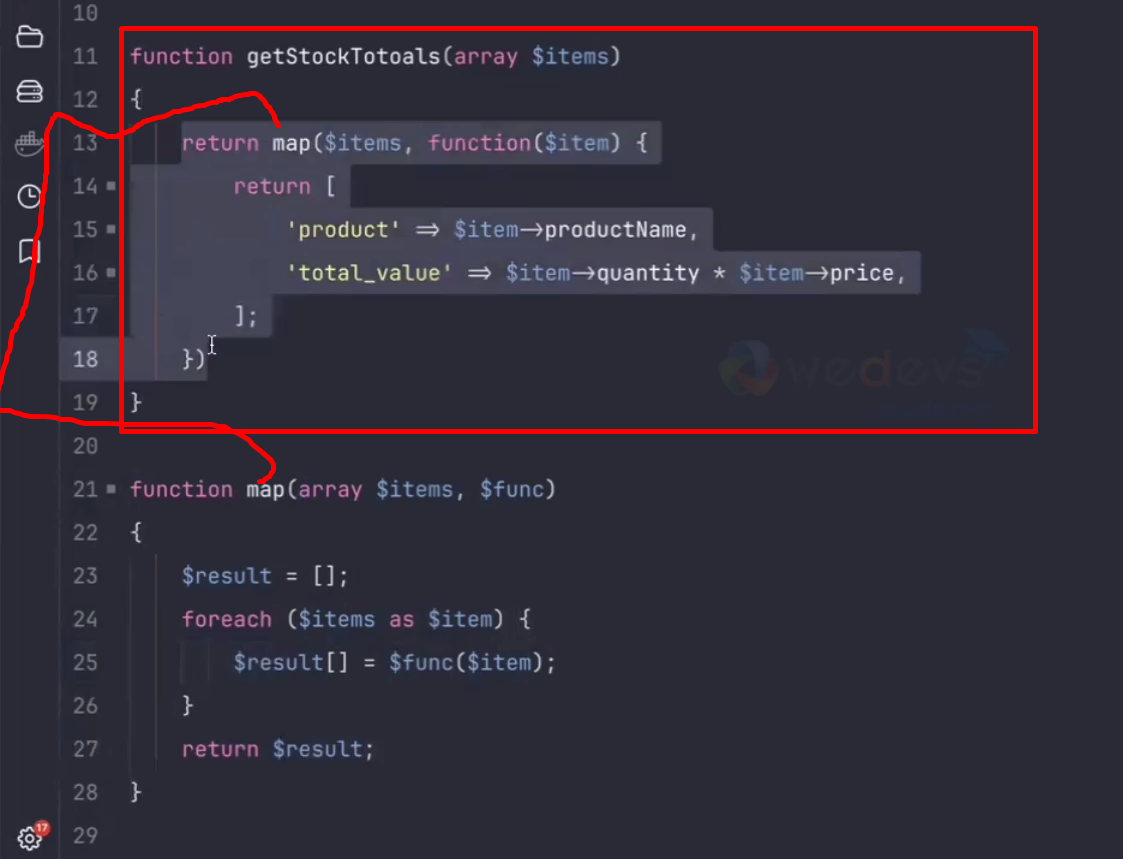 10
11 function getStockTotoals(array $items)
12 {
13 return map($items, function($item) {
14 return [
15 'product' => $item->productName,
16 'total_value' => $item->quantity * $item->price,
17 ];
18 })
19 }
20
21 function map(array $items, $func)
22 {
23 $result = [];
24 foreach ($items as $item) {
25 $result[] = $func($item);
26 }
27 return $result;
28 }
29
17
wedevs